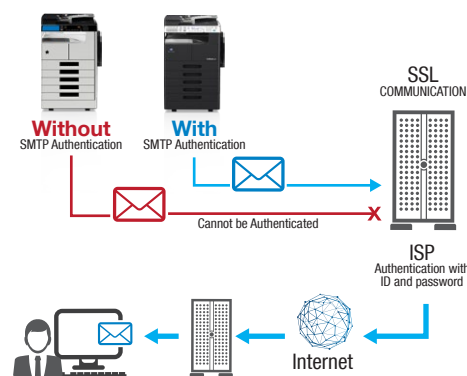 Without
SMTP Authentication
With
SMTP Authentication
SSL
COMMUNICATION
Cannot be Authenticated
X
ISP
Authentication with
ID and password
Internet